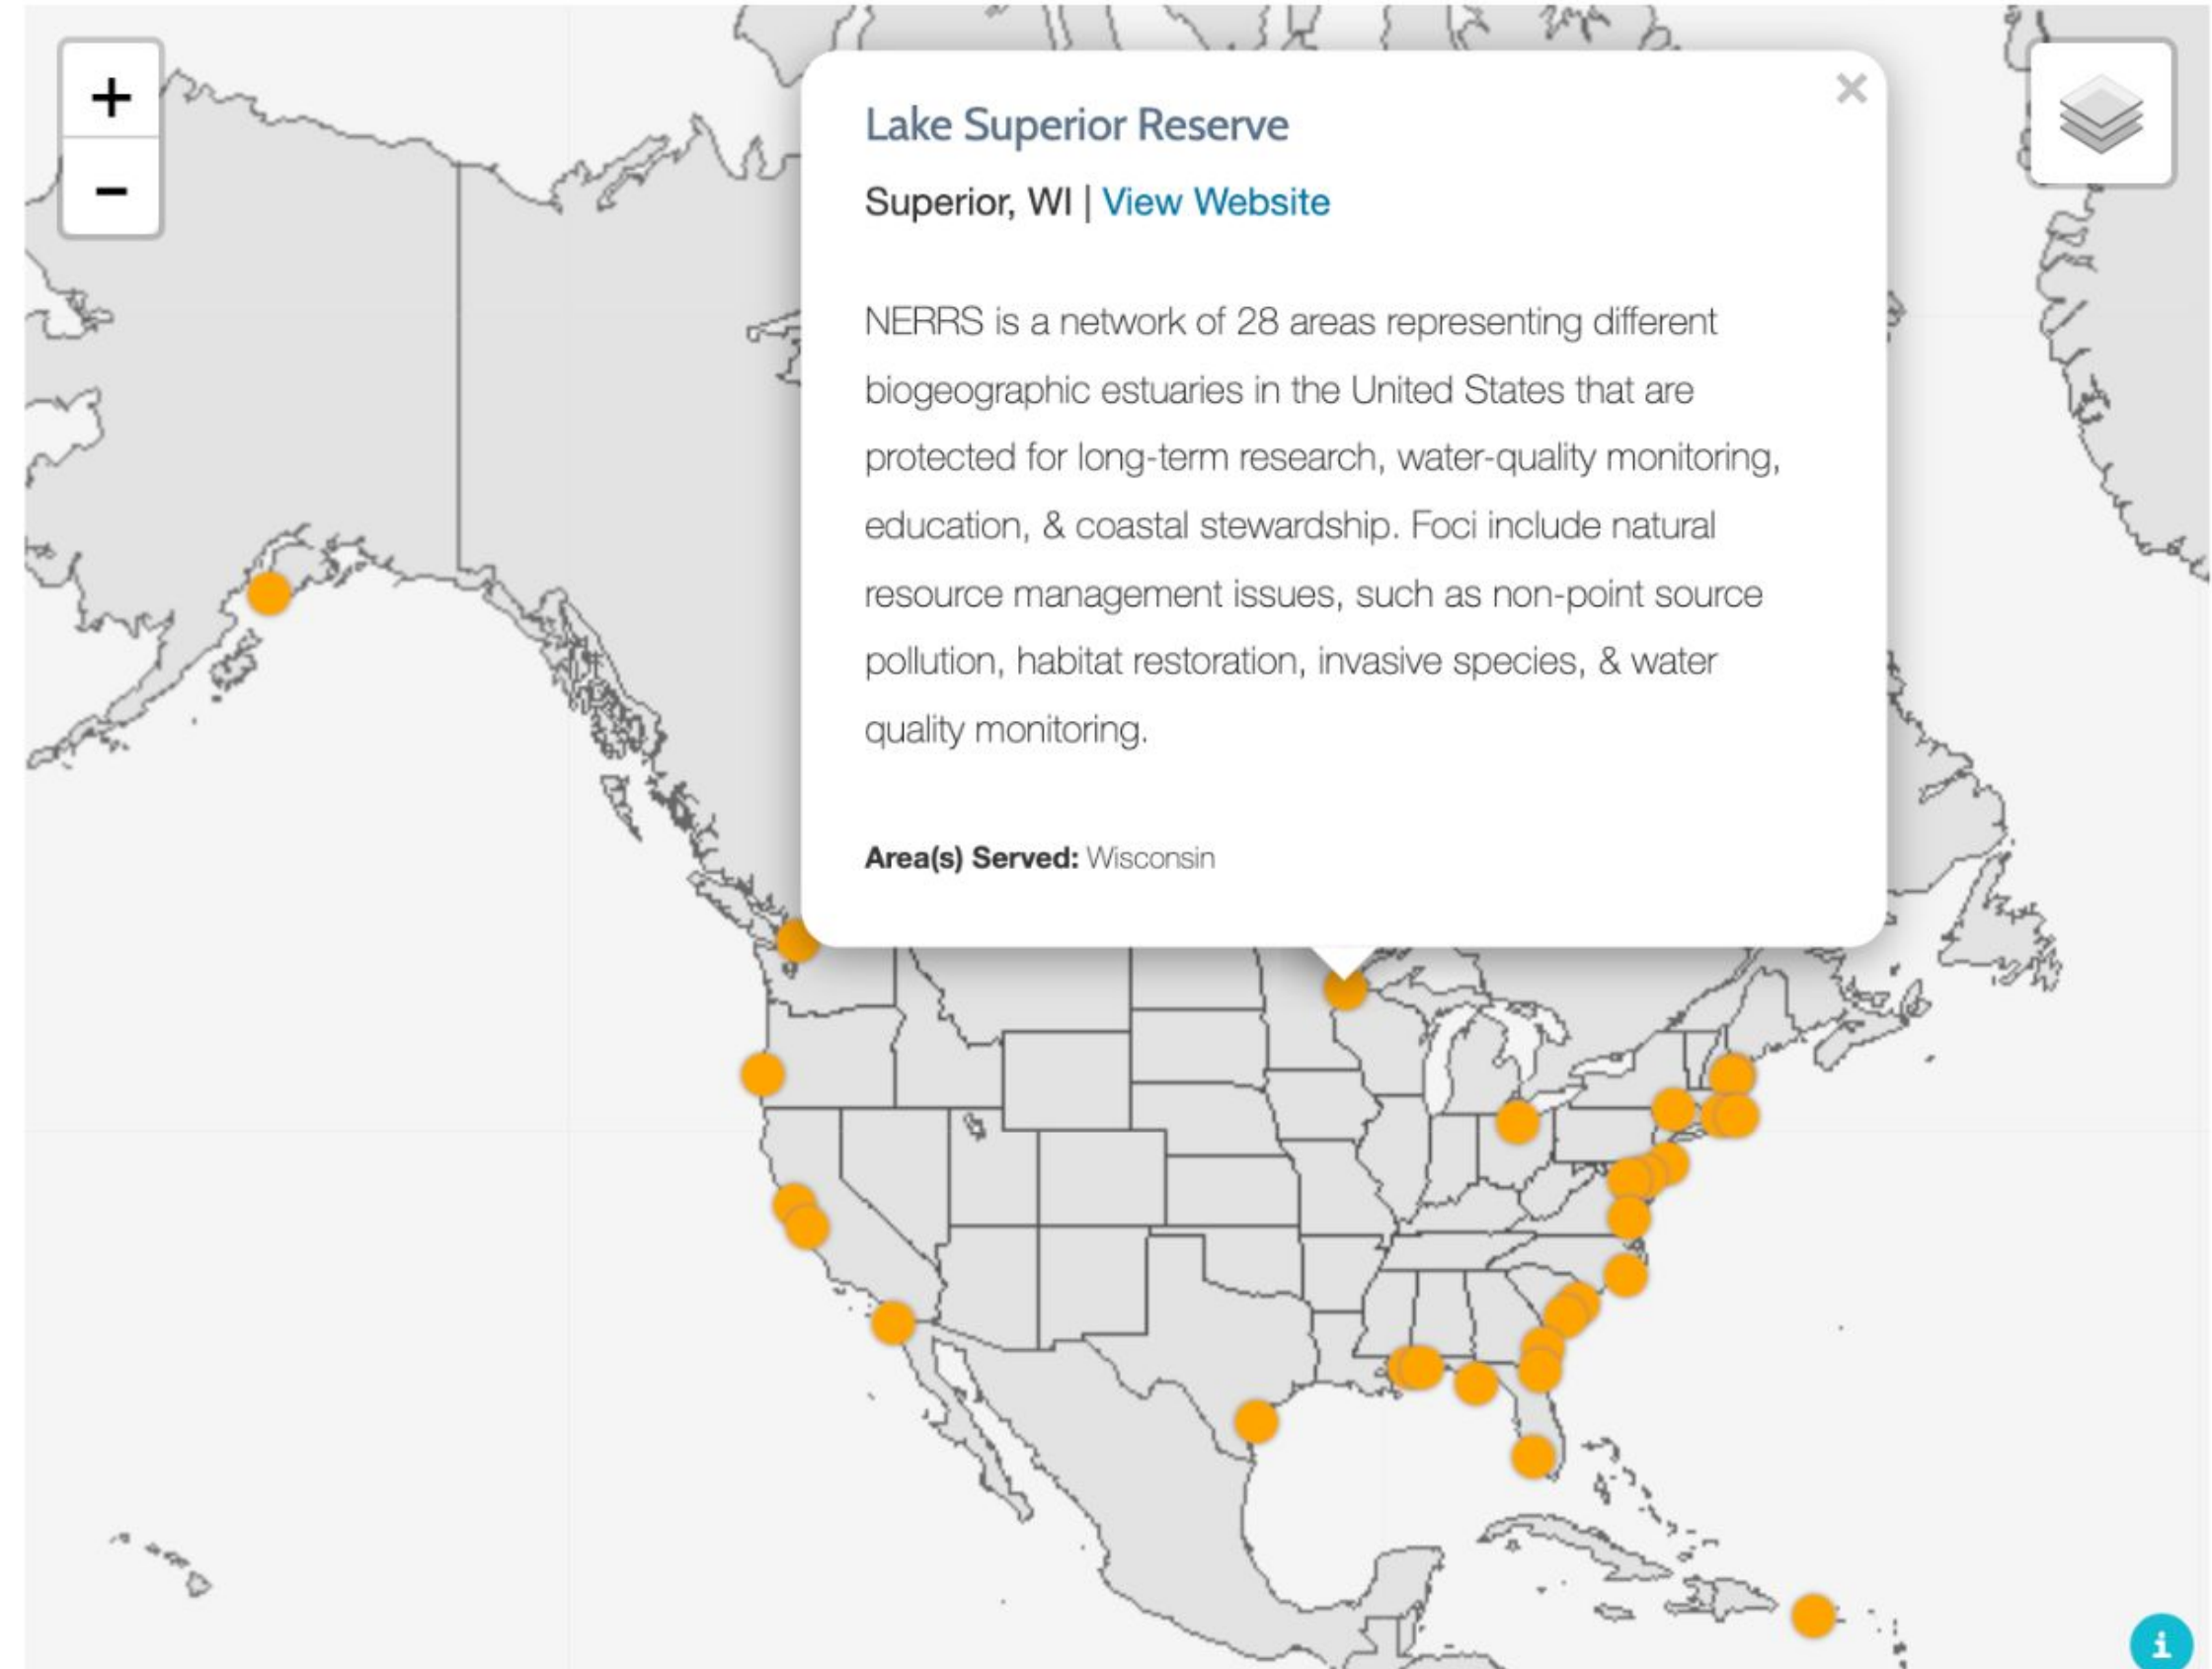 +
−
Lake Superior Reserve
×
Superior, WI | View Website
NERRS is a network of 28 areas representing different
biogeographic estuaries in the United States that are
protected for long-term research, water-quality monitoring,
education, & coastal stewardship. Foci include natural
resource management issues, such as non-point source
pollution, habitat restoration, invasive species, & water
quality monitoring.
Area(s) Served: Wisconsin
i